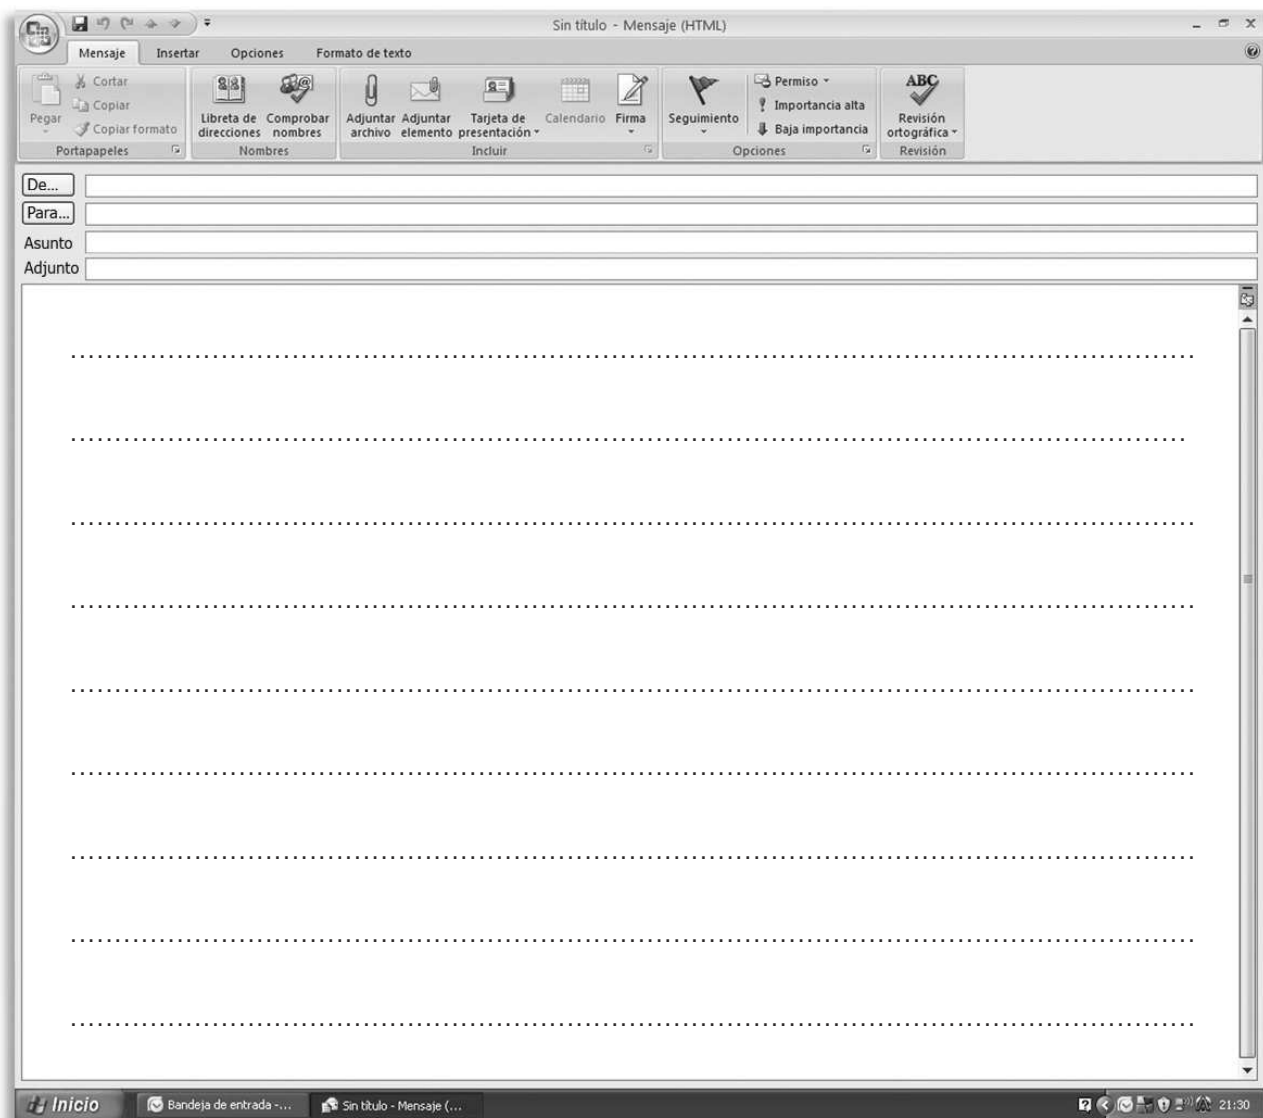 Sin título - Mensaje (HTML)
Mensaje Insertar Opciones Formato de texto
Pegar
Cortar
Copiar
Copiar formato
Portapapeles
Libreta de direcciones
Comprobar nombres
Nombres
Adjuntar archivo
Adjuntar elemento
Tarjeta de presentación
Calendario
Firma
Incluir
Seguimiento
Permiso
Importancia alta
Baja importancia
Opciones
ABC
Revisión ortográfica
Revisión
De...
Para...
Asunto
Adjunto
Inicio Bandeja de entrada -... Sin título - Mensaje (... 21:30